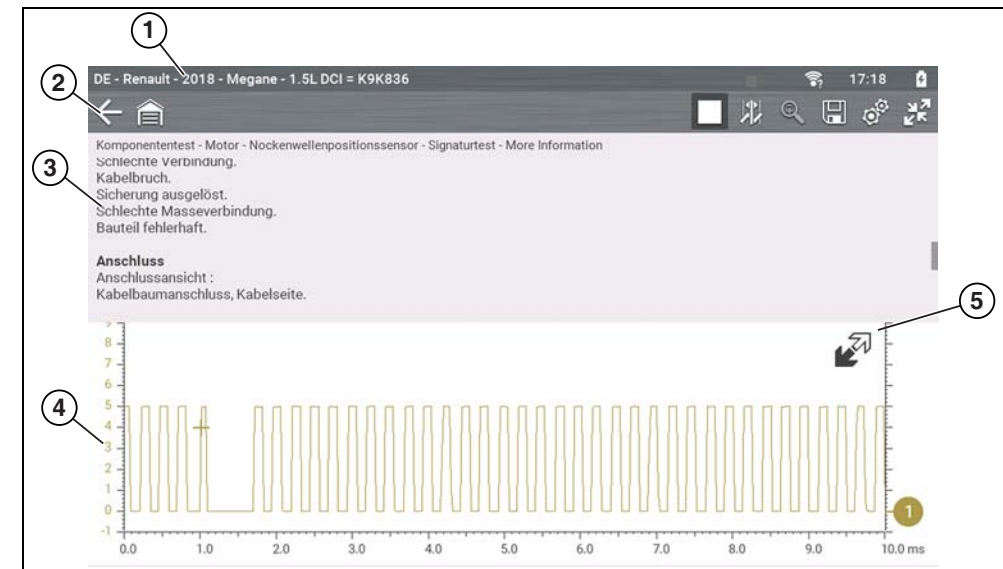 1
DE - Renault - 2018 - Megane - 1.5L DCI = K9K836
17:18
2
Komponententest - Motor - Nockenwellenpositionssensor - Signaturtest - More Information
Schlechte Verbindung.
3
Kabelbruch.
Sicherung ausgelöst.
Schlechte Masseverbindung.
Bauteil fehlerhaft.
Anschluss
Anschlussansicht :
Kabelbaumanschluss, Kabelseite.
5
9
8
7
6
5
4
4
3
2
1
0
1
-1
0.0 1.0 2.0 3.0 4.0 5.0 6.0 7.0 8.0 9.0 10.0 ms